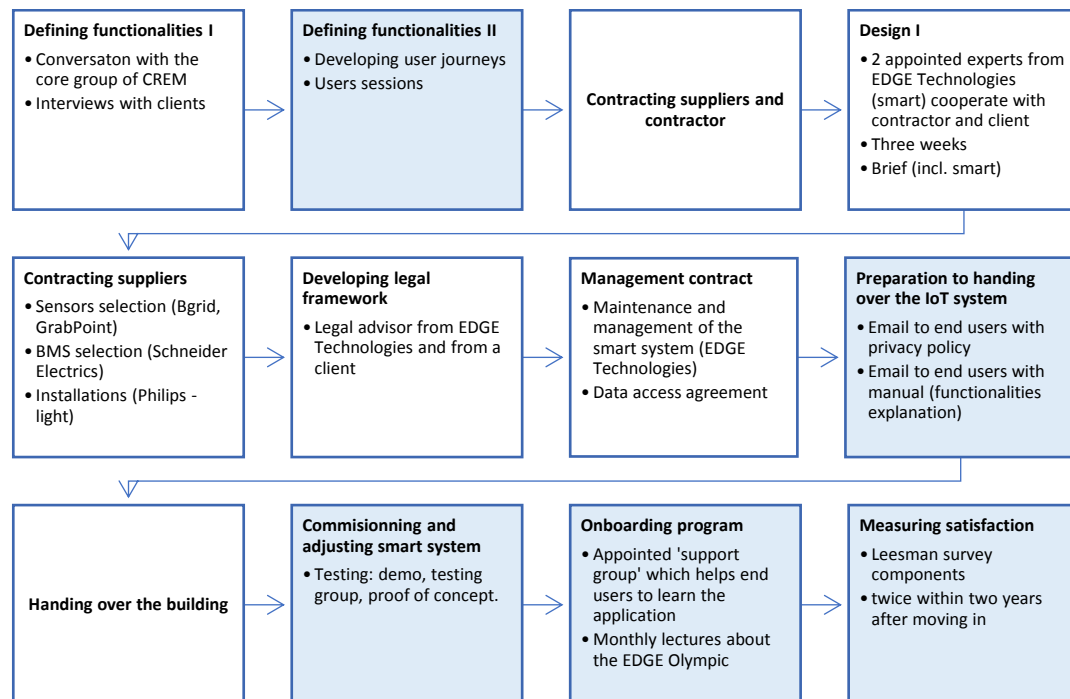 Defining functionalities I
• Conversaton with the
core group of CREM
• Interviews with clients
Defining functionalities II
• Developing user journeys
• Users sessions
Contracting suppliers and
contractor
Design I
• 2 appointed experts from
EDGE Technologies
(smart) cooperate with
contractor and client
• Three weeks
• Brief (incl. smart)
Contracting suppliers
• Sensors selection (Bgrid,
GrabPoint)
• BMS selection (Schneider
Electrics)
• Installations (Philips -
light)
Developing legal
framework
• Legal advisor from EDGE
Technologies and from a
client
Management contract
• Maintenance and
management of the
smart system (EDGE
Technologies)
• Data access agreement
Preparation to handing
over the IoT system
• Email to end users with
privacy policy
• Email to end users with
manual (functionalities
explanation)
Handing over the building
Commisionning and
adjusting smart system
• Testing: demo, testing
group, proof of concept.
Onboarding program
• Appointed 'support
group' which helps end
users to learn the
application
• Monthly lectures about
the EDGE Olympic
Measuring satisfaction
• Leesman survey
components
• twice within two years
after moving in